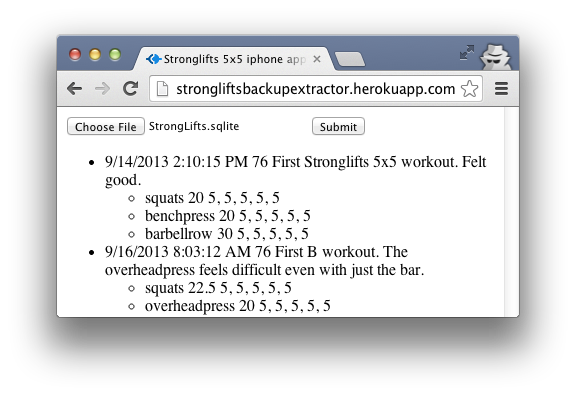 Stronglifts 5x5 iphone app
strongliftsbackupextractor.herokuapp.com
Choose File StrongLifts.sqlite Submit
9/14/2013 2:10:15 PM 76 First Stronglifts 5x5 workout. Felt
good.
squats 20 5, 5, 5, 5, 5
benchpress 20 5, 5, 5, 5, 5
barbellrow 30 5, 5, 5, 5, 5
9/16/2013 8:03:12 AM 76 First B workout. The
overheadpress feels difficult even with just the bar.
squats 22.5 5, 5, 5, 5, 5
overheadpress 20 5, 5, 5, 5, 5